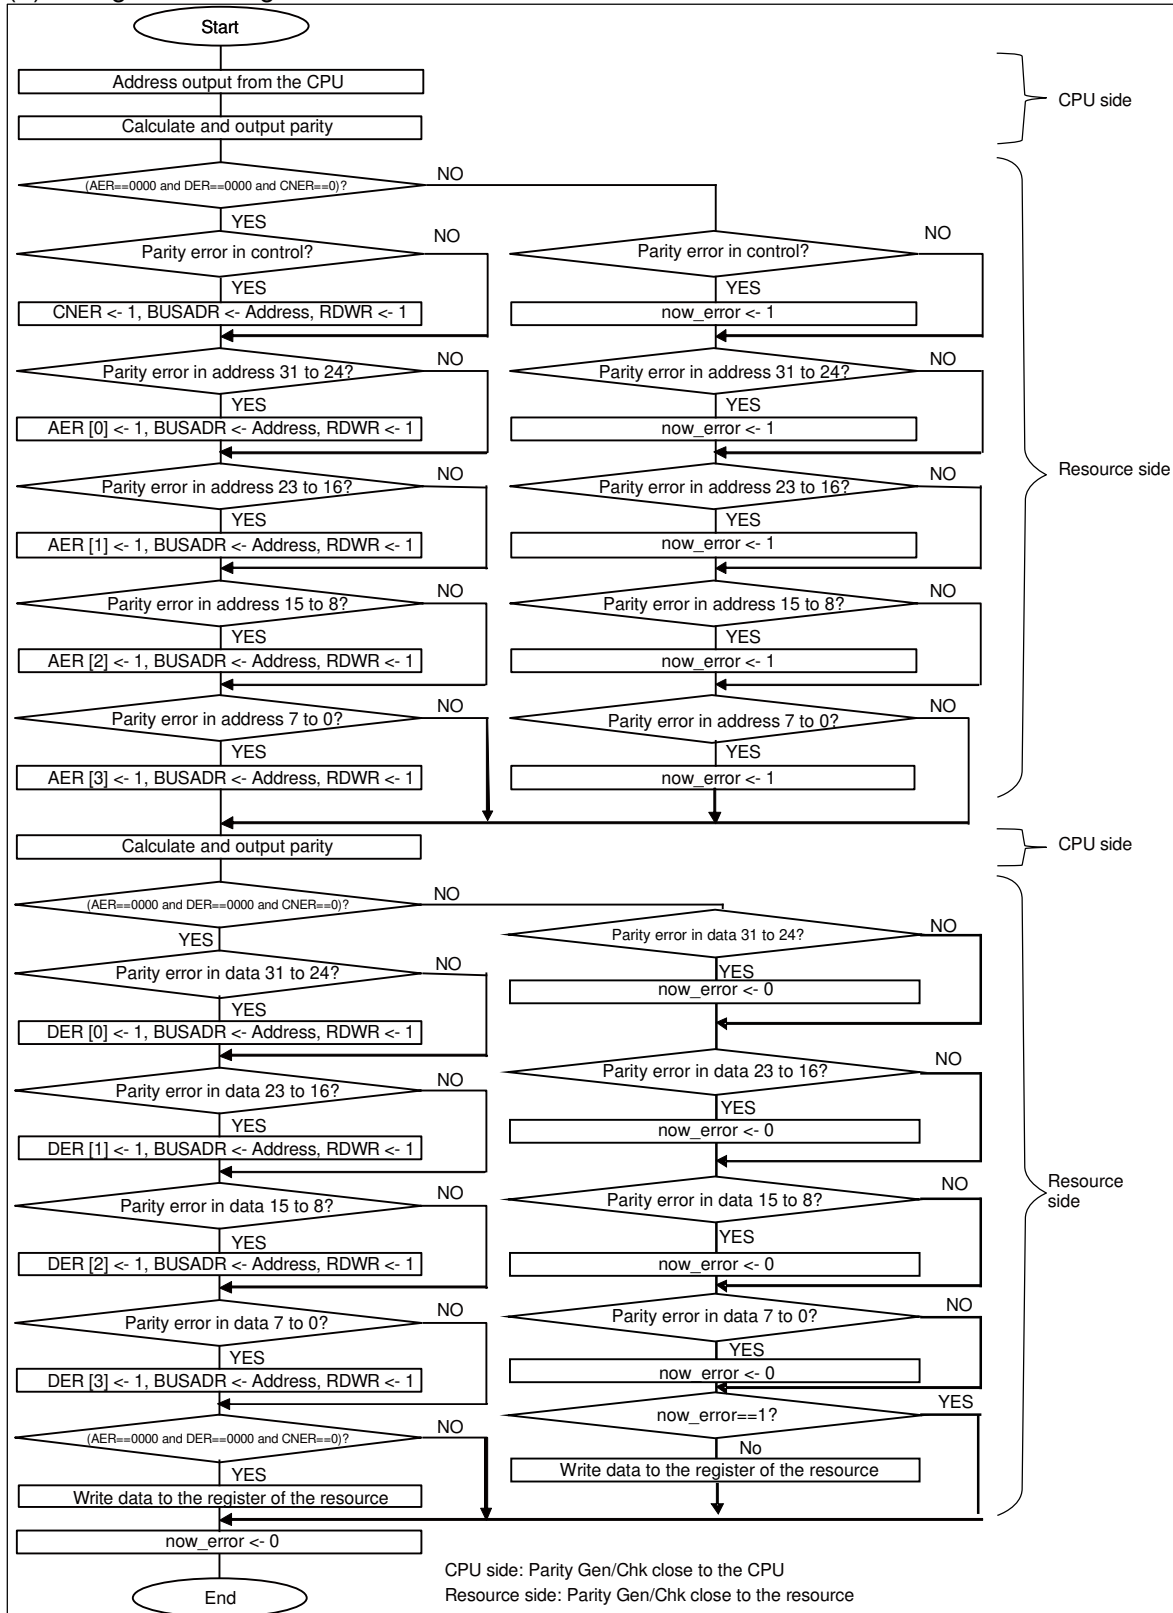 Start
Address output from the CPU
CPU side
Calculate and output parity
(AER==0000 and DER==0000 and CNER==0)?
NO
YES
Parity error in control?
NO
YES
CNER <- 1, BUSADR <- Address, RDWR <- 1
Parity error in address 31 to 24?
NO
YES
AER [0] <- 1, BUSADR <- Address, RDWR <- 1
Parity error in address 23 to 16?
NO
YES
AER [1] <- 1, BUSADR <- Address, RDWR <- 1
Parity error in address 15 to 8?
NO
YES
AER [2] <- 1, BUSADR <- Address, RDWR <- 1
Parity error in address 7 to 0?
NO
YES
AER [3] <- 1, BUSADR <- Address, RDWR <- 1
Parity error in control?
NO
YES
now_error <- 1
Parity error in address 31 to 24?
NO
YES
now_error <- 1
Parity error in address 23 to 16?
NO
YES
now_error <- 1
Parity error in address 15 to 8?
NO
YES
now_error <- 1
Parity error in address 7 to 0?
NO
YES
now_error <- 1
Resource side
Calculate and output parity
CPU side
(AER==0000 and DER==0000 and CNER==0)?
NO
YES
Parity error in data 31 to 24?
NO
YES
DER [0] <- 1, BUSADR <- Address, RDWR <- 1
Parity error in data 23 to 16?
NO
YES
DER [1] <- 1, BUSADR <- Address, RDWR <- 1
Parity error in data 15 to 8?
NO
YES
DER [2] <- 1, BUSADR <- Address, RDWR <- 1
Parity error in data 7 to 0?
NO
YES
DER [3] <- 1, BUSADR <- Address, RDWR <- 1
(AER==0000 and DER==0000 and CNER==0)?
NO
YES
Write data to the register of the resource
Parity error in data 31 to 24?
NO
YES
now_error <- 0
Parity error in data 23 to 16?
NO
YES
now_error <- 0
Parity error in data 15 to 8?
NO
YES
now_error <- 0
Parity error in data 7 to 0?
NO
YES
now_error <- 0
now_error==1?
YES
No
Write data to the register of the resource
Resource
side
now_error <- 0
End
CPU side: Parity Gen/Chk close to the CPU
Resource side: Parity Gen/Chk close to the resource